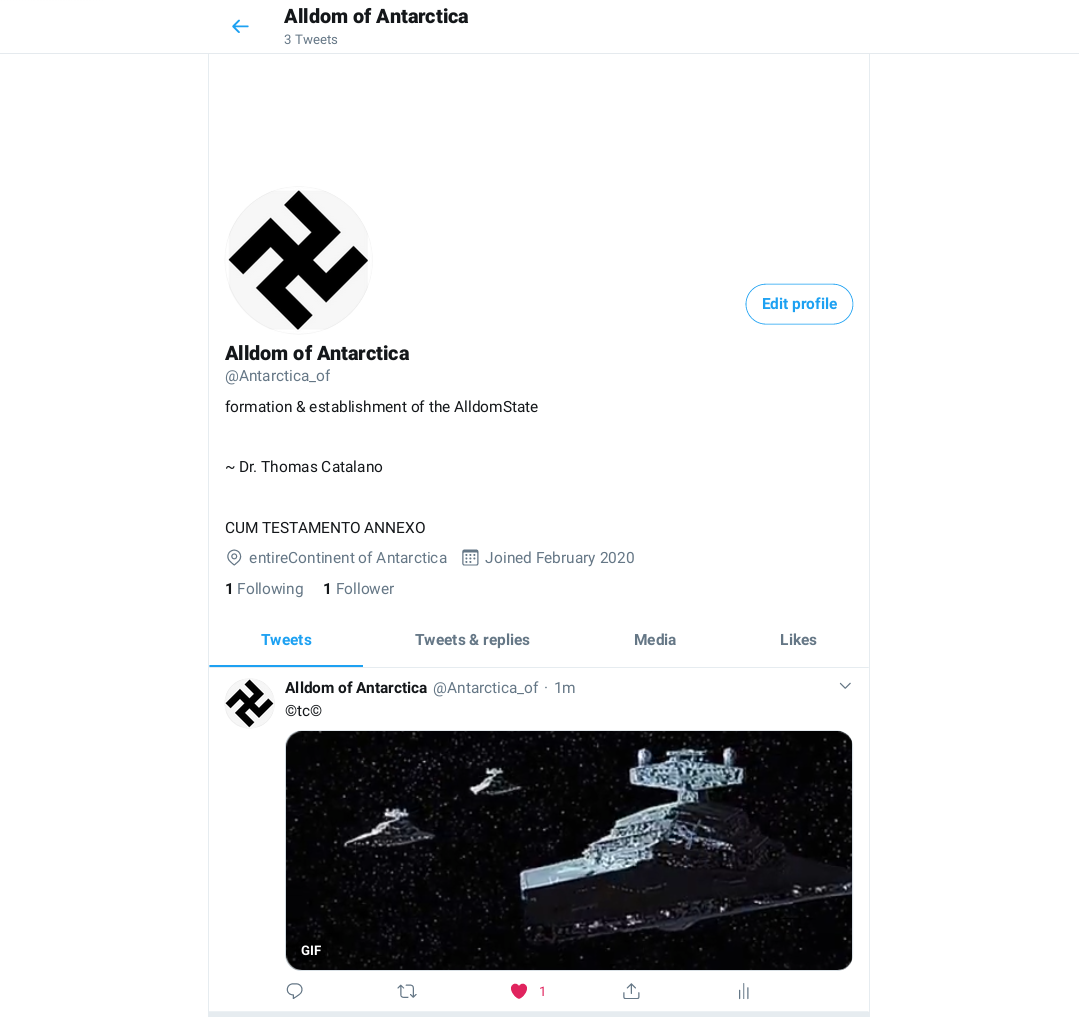 Alldom of Antarctica
3 Tweets
Edit profile
Alldom of Antarctica
@Antarctica_of
formation & establishment of the AlldomState
~ Dr. Thomas Catalano
CUM TESTAMENTO ANNEXO
entireContinent of Antarctica Joined February 2020
1 Following 1 Follower
Tweets Tweets & replies Media Likes
Alldom of Antarctica @Antarctica_of · 1m
©tc©
GIF
1